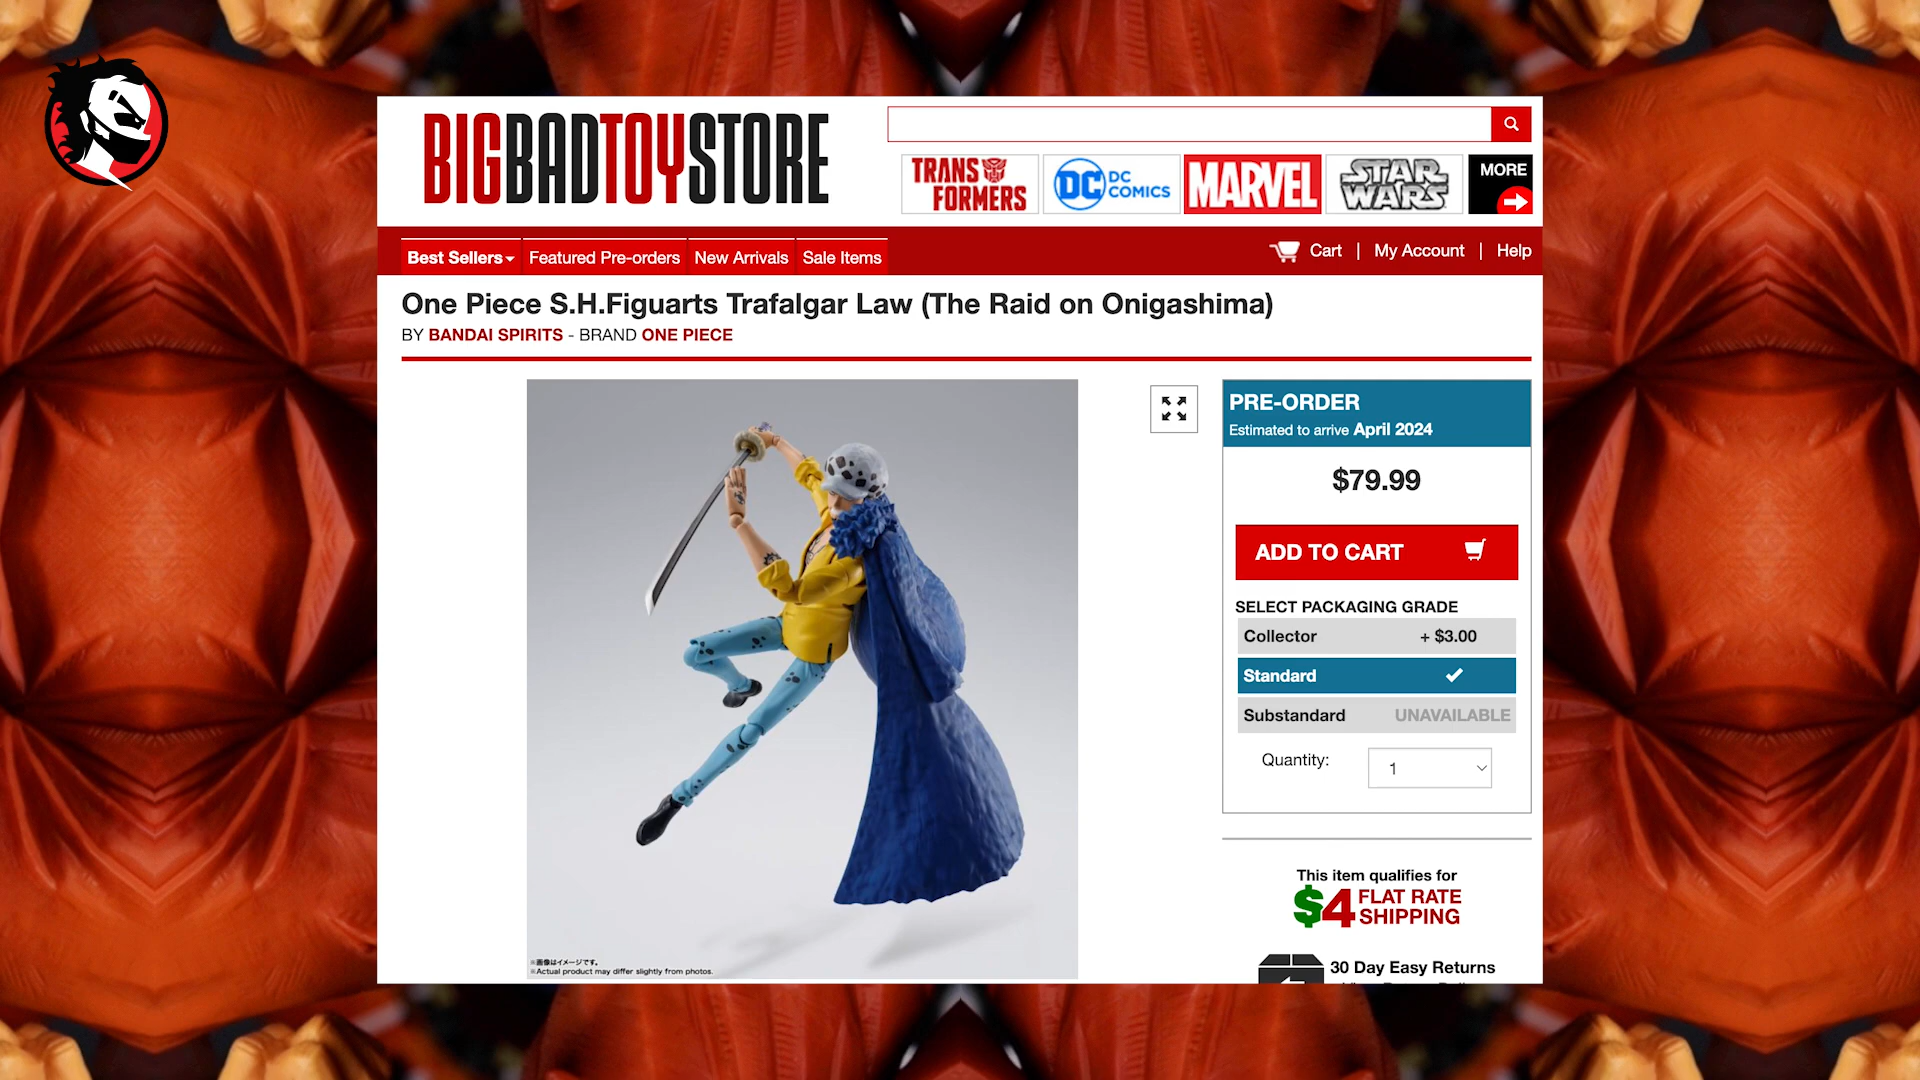 BIGBADTOYSTORE
TRANSFORMERS
DC DC COMICS
MARVEL
STAR WARS
MORE
Best Sellers
Featured Pre-orders
New Arrivals
Sale Items
Cart | My Account | Help
One Piece S.H.Figuarts Trafalgar Law (The Raid on Onigashima)
BY BANDAI SPIRITS - BRAND ONE PIECE
PRE-ORDER
Estimated to arrive April 2024
$79.99
ADD TO CART
SELECT PACKAGING GRADE
Collector + $3.00
Standard
Substandard UNAVAILABLE
Quantity: 1
This item qualifies for
$4 FLAT RATE
SHIPPING
30 Day Easy Returns
※画像はイメージです。
※Actual product may differ slightly from photos.